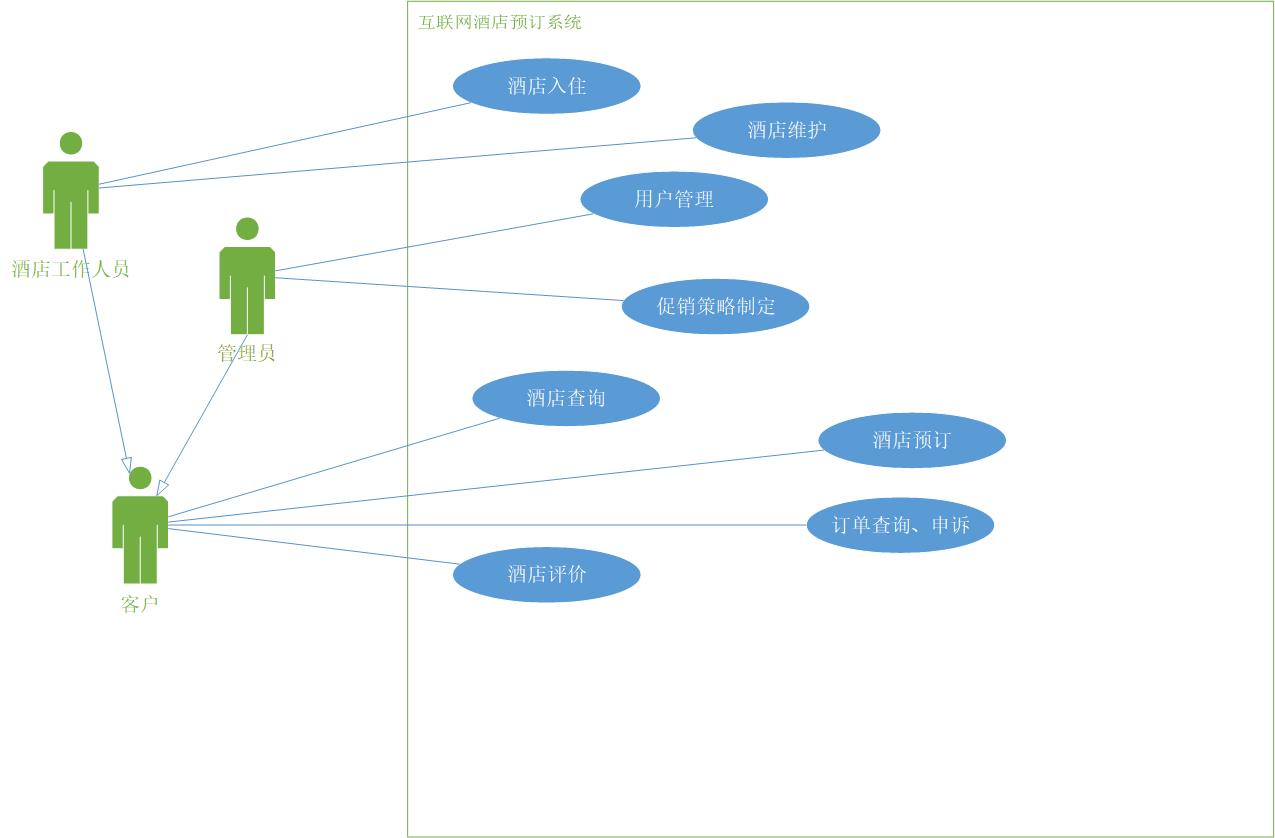 互联网酒店预订系统
酒店入住
酒店维护
用户管理
酒店工作人员
促销策略制定
管理员
酒店查询
酒店预订
订单查询、申诉
酒店评价
客户